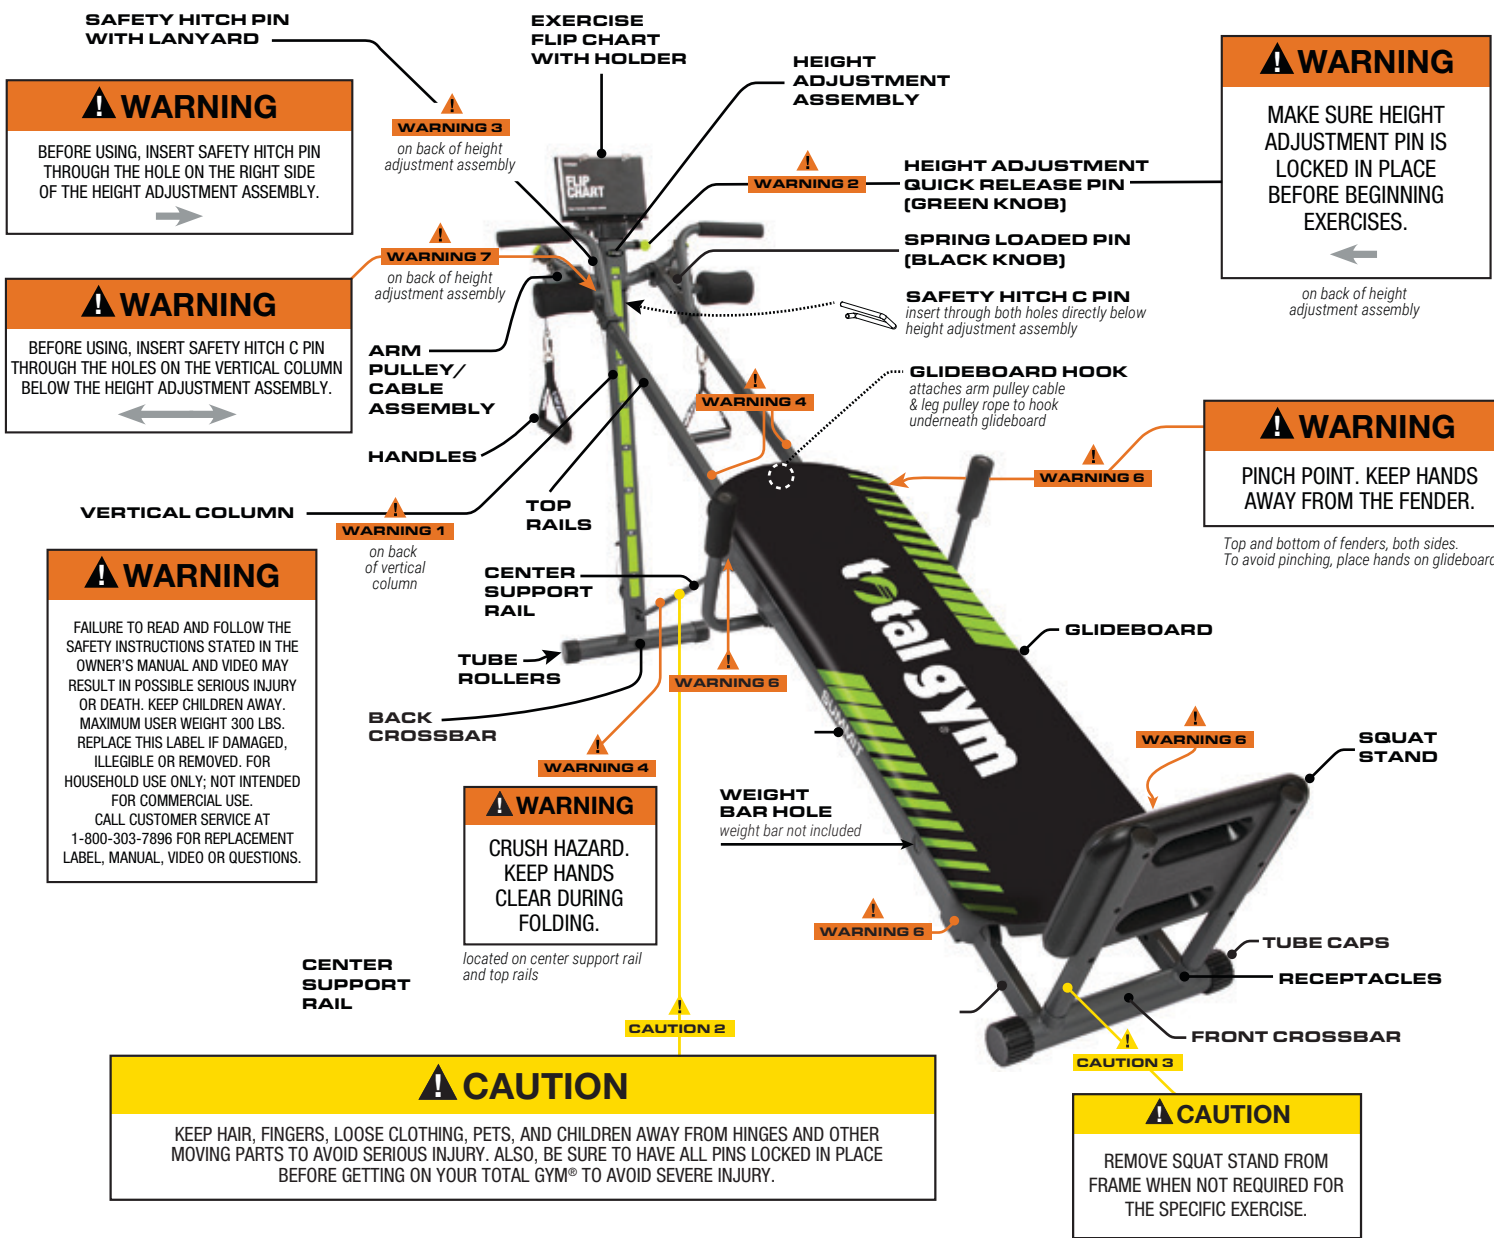 SAFETY HITCH PIN
WITH LANYARD
EXERCISE
FLIP CHART
WITH HOLDER
HEIGHT
ADJUSTMENT
ASSEMBLY
WARNING
BEFORE USING, INSERT SAFETY HITCH PIN
THROUGH THE HOLE ON THE RIGHT SIDE
OF THE HEIGHT ADJUSTMENT ASSEMBLY.
WARNING 3
on back of height
adjustment assembly
FLIP
CHART
WARNING 2
HEIGHT ADJUSTMENT
QUICK RELEASE PIN
(GREEN KNOB)
WARNING
MAKE SURE HEIGHT
ADJUSTMENT PIN IS
LOCKED IN PLACE
BEFORE BEGINNING
EXERCISES.
on back of height
adjustment assembly
WARNING 7
on back of height
adjustment assembly
SPRING LOADED PIN
(BLACK KNOB)
SAFETY HITCH C PIN
insert through both holes directly below
height adjustment assembly
WARNING
BEFORE USING, INSERT SAFETY HITCH C PIN
THROUGH THE HOLES ON THE VERTICAL COLUMN
BELOW THE HEIGHT ADJUSTMENT ASSEMBLY.
ARM
PULLEY/
CABLE
ASSEMBLY
WARNING 4
GLIDEBOARD HOOK
attaches arm pulley cable
& leg pulley rope to hook
underneath glideboard
HANDLES
WARNING 6
WARNING
PINCH POINT. KEEP HANDS
AWAY FROM THE FENDER.
Top and bottom of fenders, both sides.
To avoid pinching, place hands on glideboard
VERTICAL COLUMN
WARNING 1
on back
of vertical
column
TOP
RAILS
WARNING
FAILURE TO READ AND FOLLOW THE
SAFETY INSTRUCTIONS STATED IN THE
OWNER'S MANUAL AND VIDEO MAY
RESULT IN POSSIBLE SERIOUS INJURY
OR DEATH. KEEP CHILDREN AWAY.
MAXIMUM USER WEIGHT 300 LBS.
REPLACE THIS LABEL IF DAMAGED,
ILLEGIBLE OR REMOVED. FOR
HOUSEHOLD USE ONLY; NOT INTENDED
FOR COMMERCIAL USE.
CALL CUSTOMER SERVICE AT
1-800-303-7896 FOR REPLACEMENT
LABEL, MANUAL, VIDEO OR QUESTIONS.
CENTER
SUPPORT
RAIL
TUBE
ROLLERS
WARNING 6
BACK
CROSSBAR
total gym
GLIDEBOARD
WARNING 4
WARNING
CRUSH HAZARD.
KEEP HANDS
CLEAR DURING
FOLDING.
located on center support rail
and top rails
WEIGHT
BAR HOLE
weight bar not included
WARNING 6
SQUAT
STAND
WARNING 6
TUBE CAPS
RECEPTACLES
FRONT CROSSBAR
CENTER
SUPPORT
RAIL
CAUTION 2
CAUTION
KEEP HAIR, FINGERS, LOOSE CLOTHING, PETS, AND CHILDREN AWAY FROM HINGES AND OTHER
MOVING PARTS TO AVOID SERIOUS INJURY. ALSO, BE SURE TO HAVE ALL PINS LOCKED IN PLACE
BEFORE GETTING ON YOUR TOTAL GYM® TO AVOID SEVERE INJURY.
CAUTION 3
CAUTION
REMOVE SQUAT STAND FROM
FRAME WHEN NOT REQUIRED FOR
THE SPECIFIC EXERCISE.